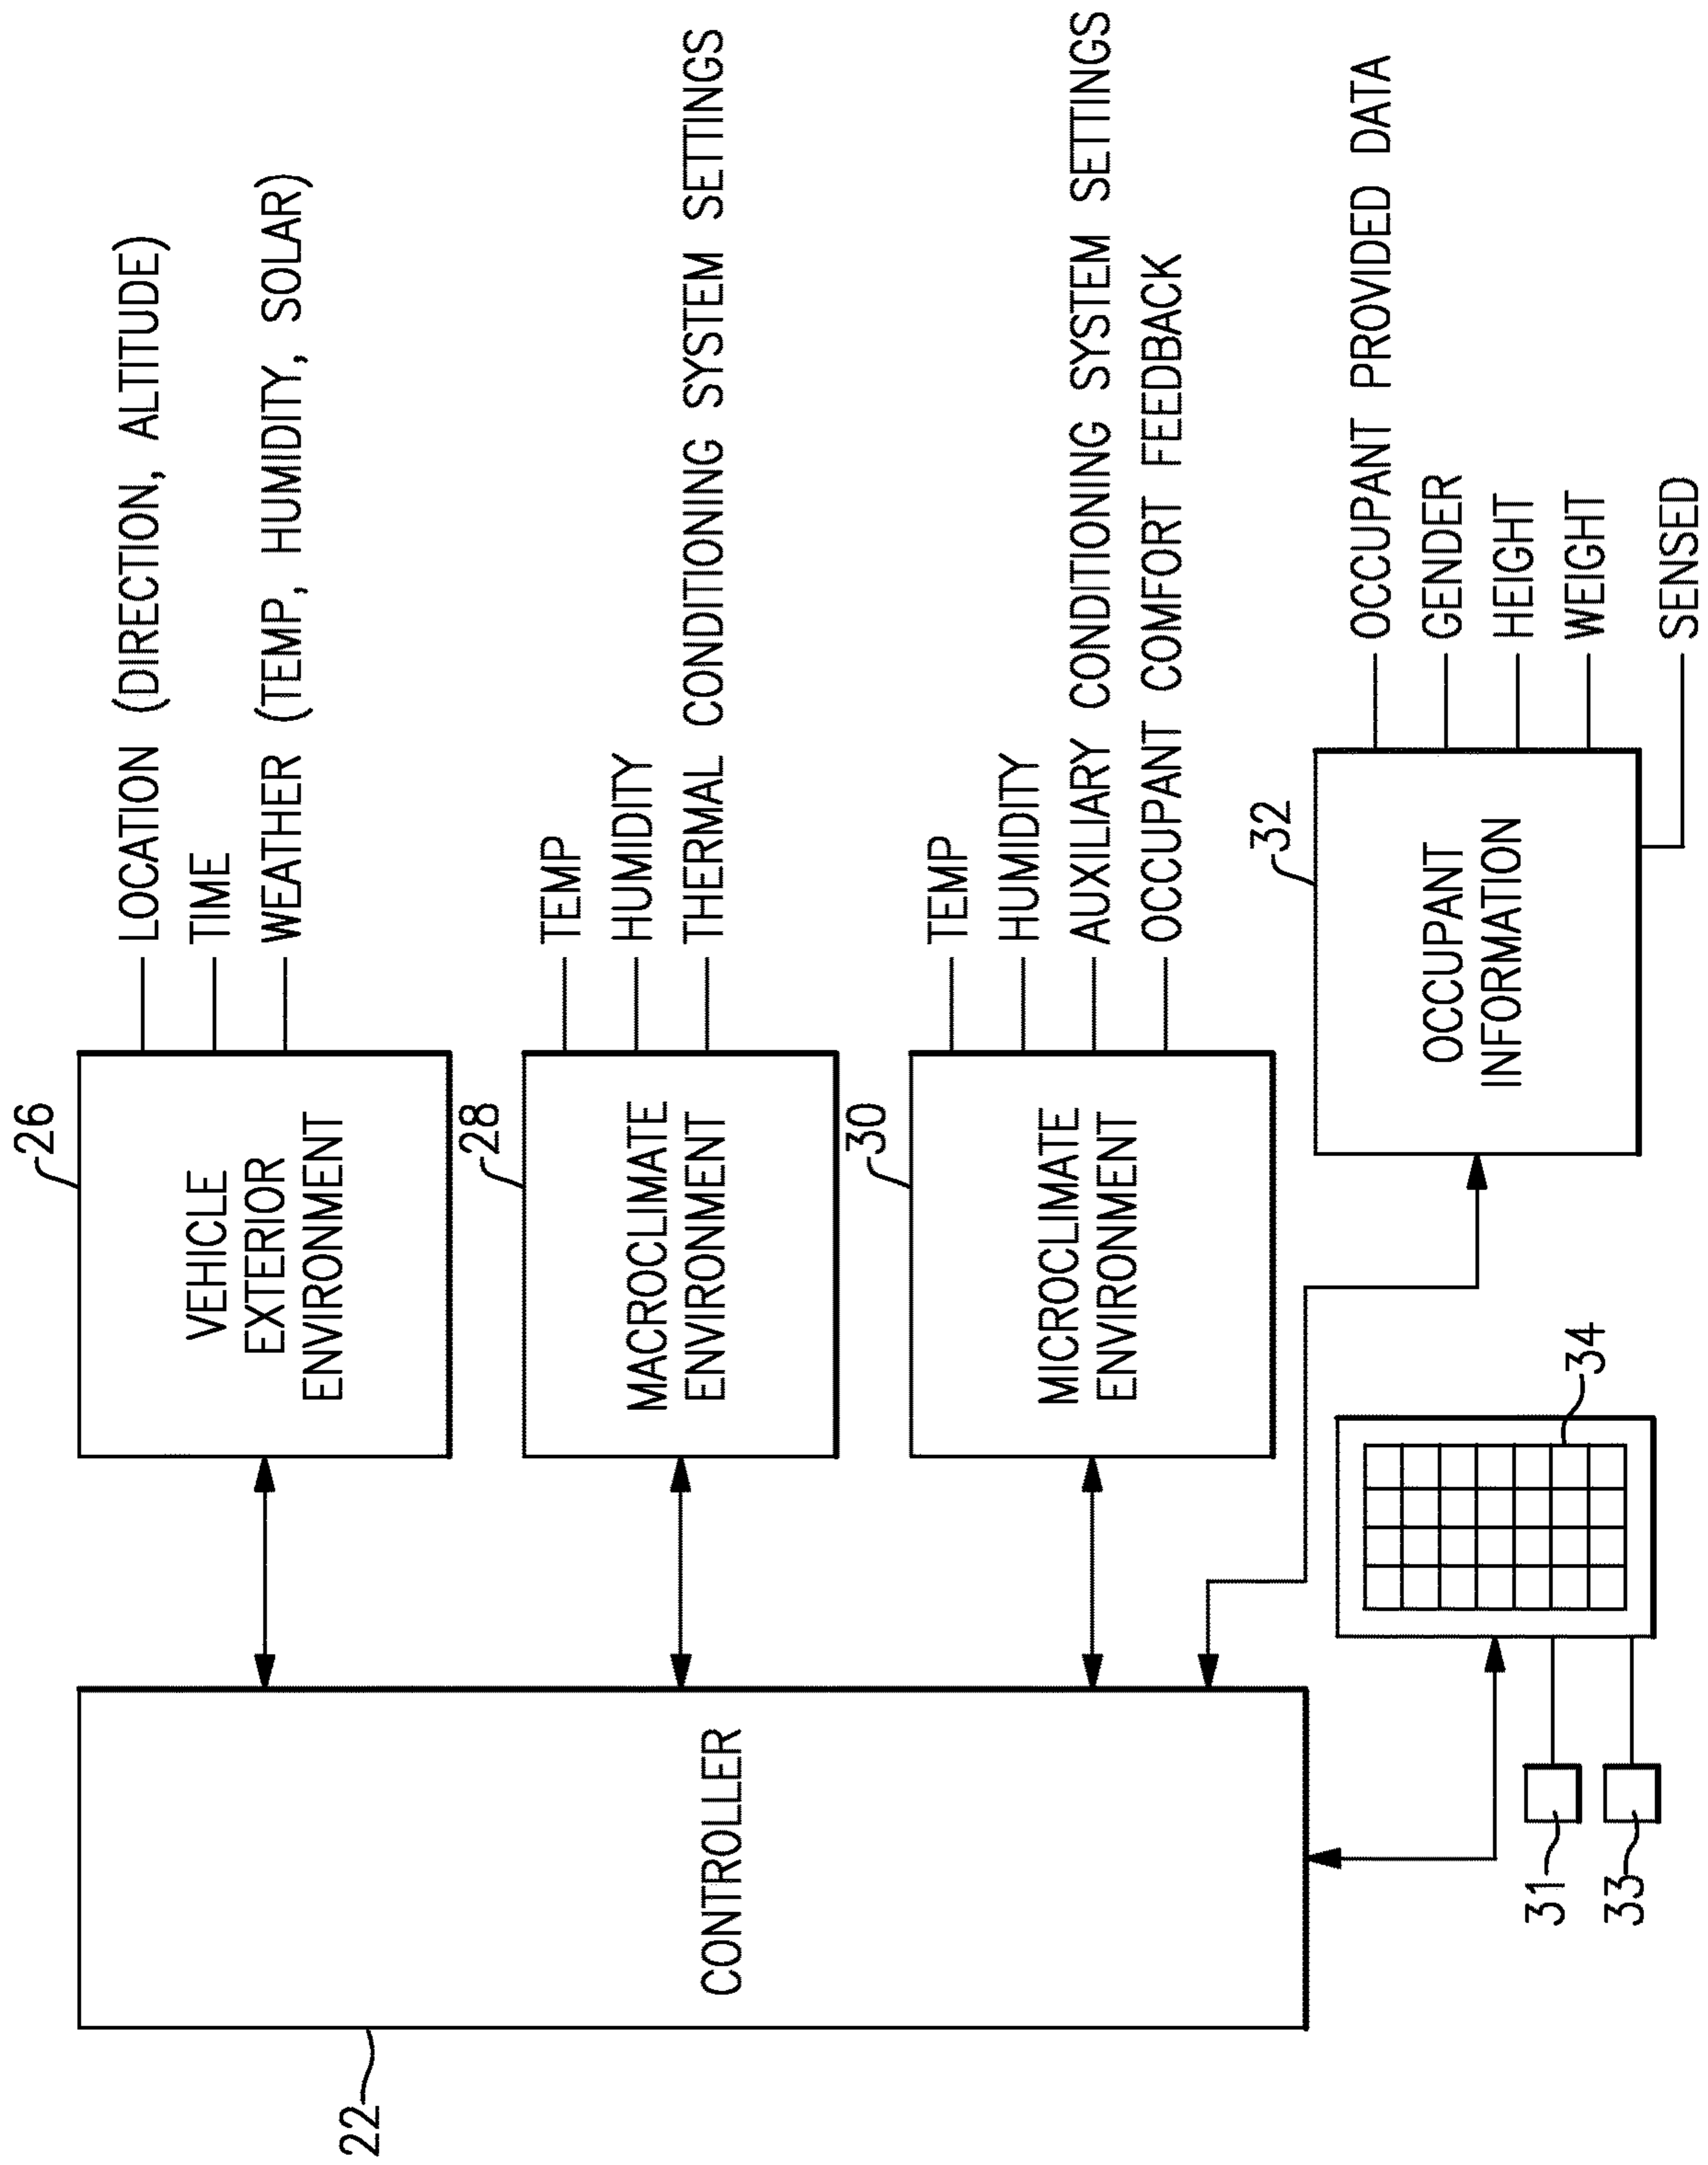 26
VEHICLE
EXTERIOR
ENVIRONMENT
LOCATION (DIRECTION, ALTITUDE)
TIME
WEATHER (TEMP, HUMIDITY, SOLAR)
28
MACROCLIMATE
ENVIRONMENT
TEMP
HUMIDITY
THERMAL CONDITIONING SYSTEM SETTINGS
30
MICROCLIMATE
ENVIRONMENT
TEMP
HUMIDITY
AUXILIARY CONDITIONING SYSTEM SETTINGS
OCCUPANT COMFORT FEEDBACK
32
OCCUPANT
INFORMATION
OCCUPANT PROVIDED DATA
GENDER
HEIGHT
WEIGHT
SENSED
22
CONTROLLER
34
31
33